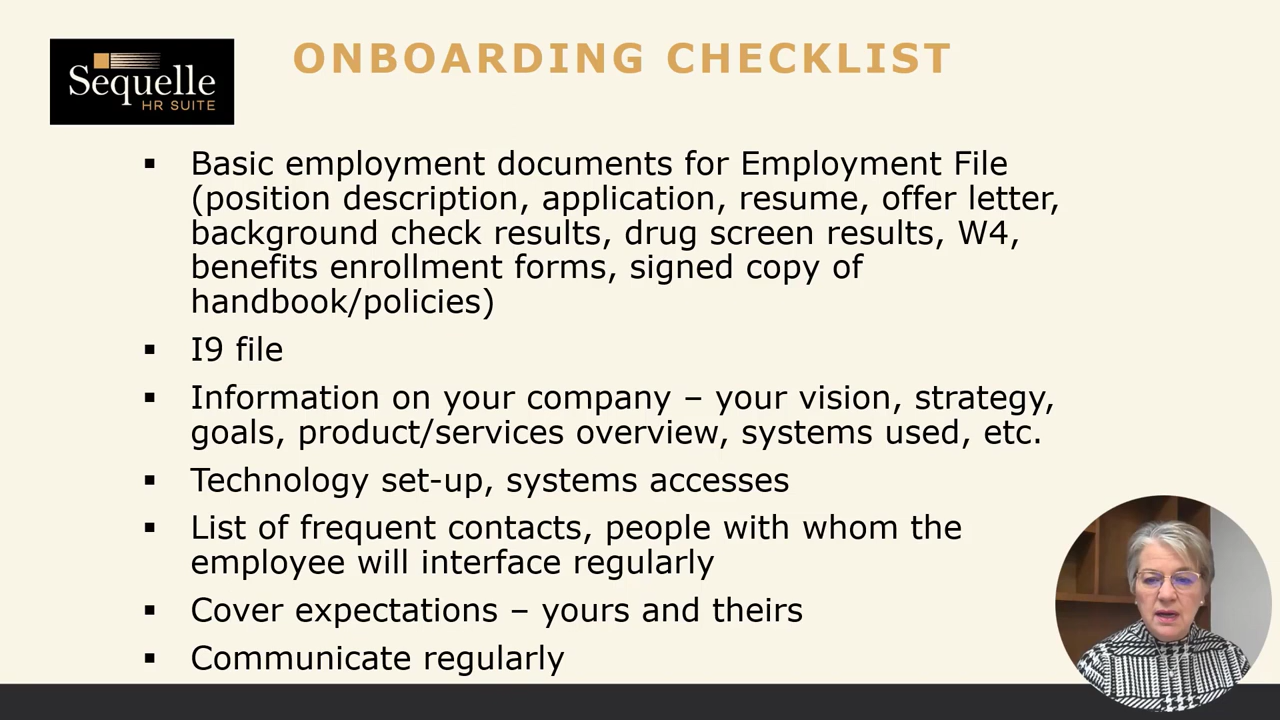 Sequelle
HR SUITE
ONBOARDING CHECKLIST
▪ Basic employment documents for Employment File
(position description, application, resume, offer letter,
background check results, drug screen results, W4,
benefits enrollment forms, signed copy of
handbook/policies)
▪ I9 file
▪ Information on your company – your vision, strategy,
goals, product/services overview, systems used, etc.
▪ Technology set-up, systems accesses
▪ List of frequent contacts, people with whom the
employee will interface regularly
▪ Cover expectations – yours and theirs
▪ Communicate regularly